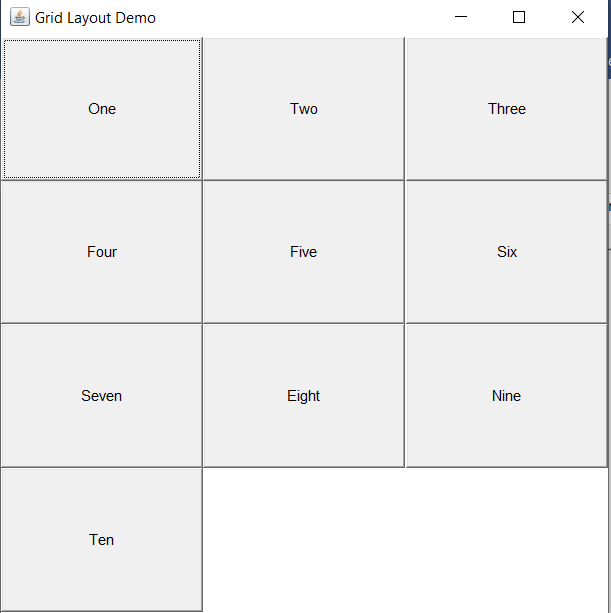 Grid Layout Demo
One Two Three
Four Five Six
Seven Eight Nine
Ten